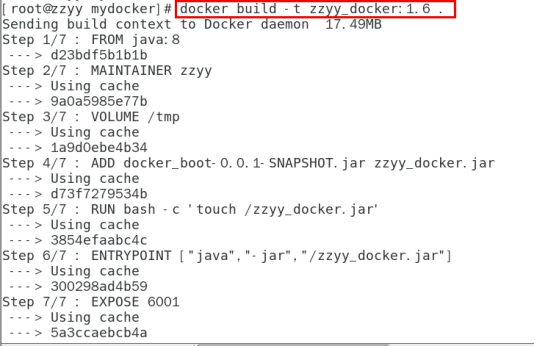 [ root@zzyy mydocker]# docker build -t zzyy_docker:1.6 .
Sending build context to Docker daemon 17.49MB
Step 1/7 : FROM java:8
---> d23bdf5b1b1b
Step 2/7 : MAINTAINER zzyy
---> Using cache
---> 9a0a5985e77b
Step 3/7 : VOLUME /tmp
---> Using cache
---> 1a9d0ebe4b34
Step 4/7 : ADD docker_boot-0.0.1-SNAPSHOT.jar zzyy_docker.jar
---> Using cache
---> d73f7279534b
Step 5/7 : RUN bash -c 'touch /zzyy_docker.jar'
---> Using cache
---> 3854efaabc4c
Step 6/7 : ENTRYPOINT ["java","-jar","/zzyy_docker.jar"]
---> Using cache
---> 300298ad4b59
Step 7/7 : EXPOSE 6001
---> Using cache
---> 5a3ccaebcb4a